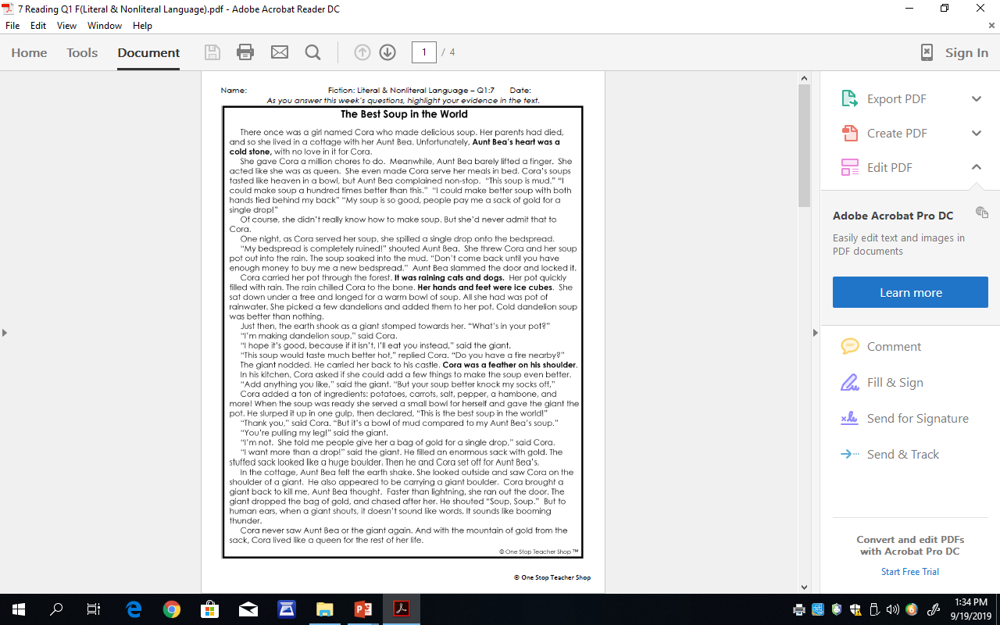 7 Reading Q1 F(Literal & Nonliteral Language).pdf - Adobe Acrobat Reader DC
File Edit View Window Help
Home Tools Document 1 / 4 Sign In
Name: Fiction: Literal & Nonliteral Language – Q1:7 Date:
As you answer this week's questions, highlight your evidence in the text.
The Best Soup in the World
There once was a girl named Cora who made delicious soup. Her parents had died,
and so she lived in a cottage with her Aunt Bea. Unfortunately, Aunt Bea's heart was a
cold stone, with no love in it for Cora.
She gave Cora a million chores to do. Meanwhile, Aunt Bea barely lifted a finger. She
acted like she was as queen. She even made Cora serve her meals in bed. Cora's soups
tasted like heaven in a bowl, but Aunt Bea complained non-stop. "This soup is mud." "I
could make soup a hundred times better than this." "I could make better soup with both
hands tied behind my back" "My soup is so good, people pay me a sack of gold for a
single drop!"
Of course, she didn't really know how to make soup. But she'd never admit that to
Cora.
One night, as Cora served her soup, she spilled a single drop onto the bedspread.
"My bedspread is completely ruined!" shouted Aunt Bea. She threw Cora and her soup
pot out into the rain. The soup soaked into the mud. "Don't come back until you have
enough money to buy me a new bedspread." Aunt Bea slammed the door and locked it.
Cora carried her pot through the forest. It was raining cats and dogs. Her pot quickly
filled with rain. The rain chilled Cora to the bone. Her hands and feet were ice cubes. She
sat down under a tree and longed for a warm bowl of soup. All she had was pot of
rainwater. She picked a few dandelions and added them to her pot. Cold dandelion soup
was better than nothing.
Just then, the earth shook as a giant stomped towards her. "What's in your pot?"
"I'm making dandelion soup," said Cora.
"I hope it's good, because if it isn't, I'll eat you instead," said the giant.
"This soup would taste much better hot," replied Cora. "Do you have a fire nearby?"
The giant nodded. He carried her back to his castle. Cora was a feather on his shoulder.
In his kitchen, Cora asked if she could add a few things to make the soup even better.
"Add anything you like," said the giant. "But your soup better knock my socks off,"
Cora added a ton of ingredients: potatoes, carrots, salt, pepper, a hambone, and
more! When the soup was ready she served a small bowl for herself and gave the giant the
pot. He slurped it up in one gulp, then declared, "This is the best soup in the world!"
"Thank you," said Cora. "But it's a bowl of mud compared to my Aunt Bea's soup."
"You're pulling my leg!" said the giant.
"I'm not. She told me people give her a bag of gold for a single drop," said Cora.
"I want more than a drop!" said the giant. He filled an enormous sack with gold. The
stuffed sack looked like a huge boulder. Then he and Cora set off for Aunt Bea's.
In the cottage, Aunt Bea felt the earth shake. She looked outside and saw Cora on the
shoulder of a giant. He also appeared to be carrying a giant boulder. Cora brought a
giant back to kill me, Aunt Bea thought. Faster than lightning, she ran out the door. The
giant dropped the bag of gold, and chased after her. He shouted "Soup, Soup." But to
human ears, when a giant shouts, it doesn't sound like words. It sounds like booming
thunder.
Cora never saw Aunt Bea or the giant again. And with the mountain of gold from the
sack, Cora lived like a queen for the rest of her life.
© One Stop Teacher Shop ™
© One Stop Teacher Shop
Export PDF
Create PDF
Edit PDF
Adobe Acrobat Pro DC
Easily edit text and images in
PDF documents
Learn more
Comment
Fill & Sign
Send for Signature
Send & Track
Convert and edit PDFs
with Acrobat Pro DC
Start Free Trial
1:34 PM
9/19/2019